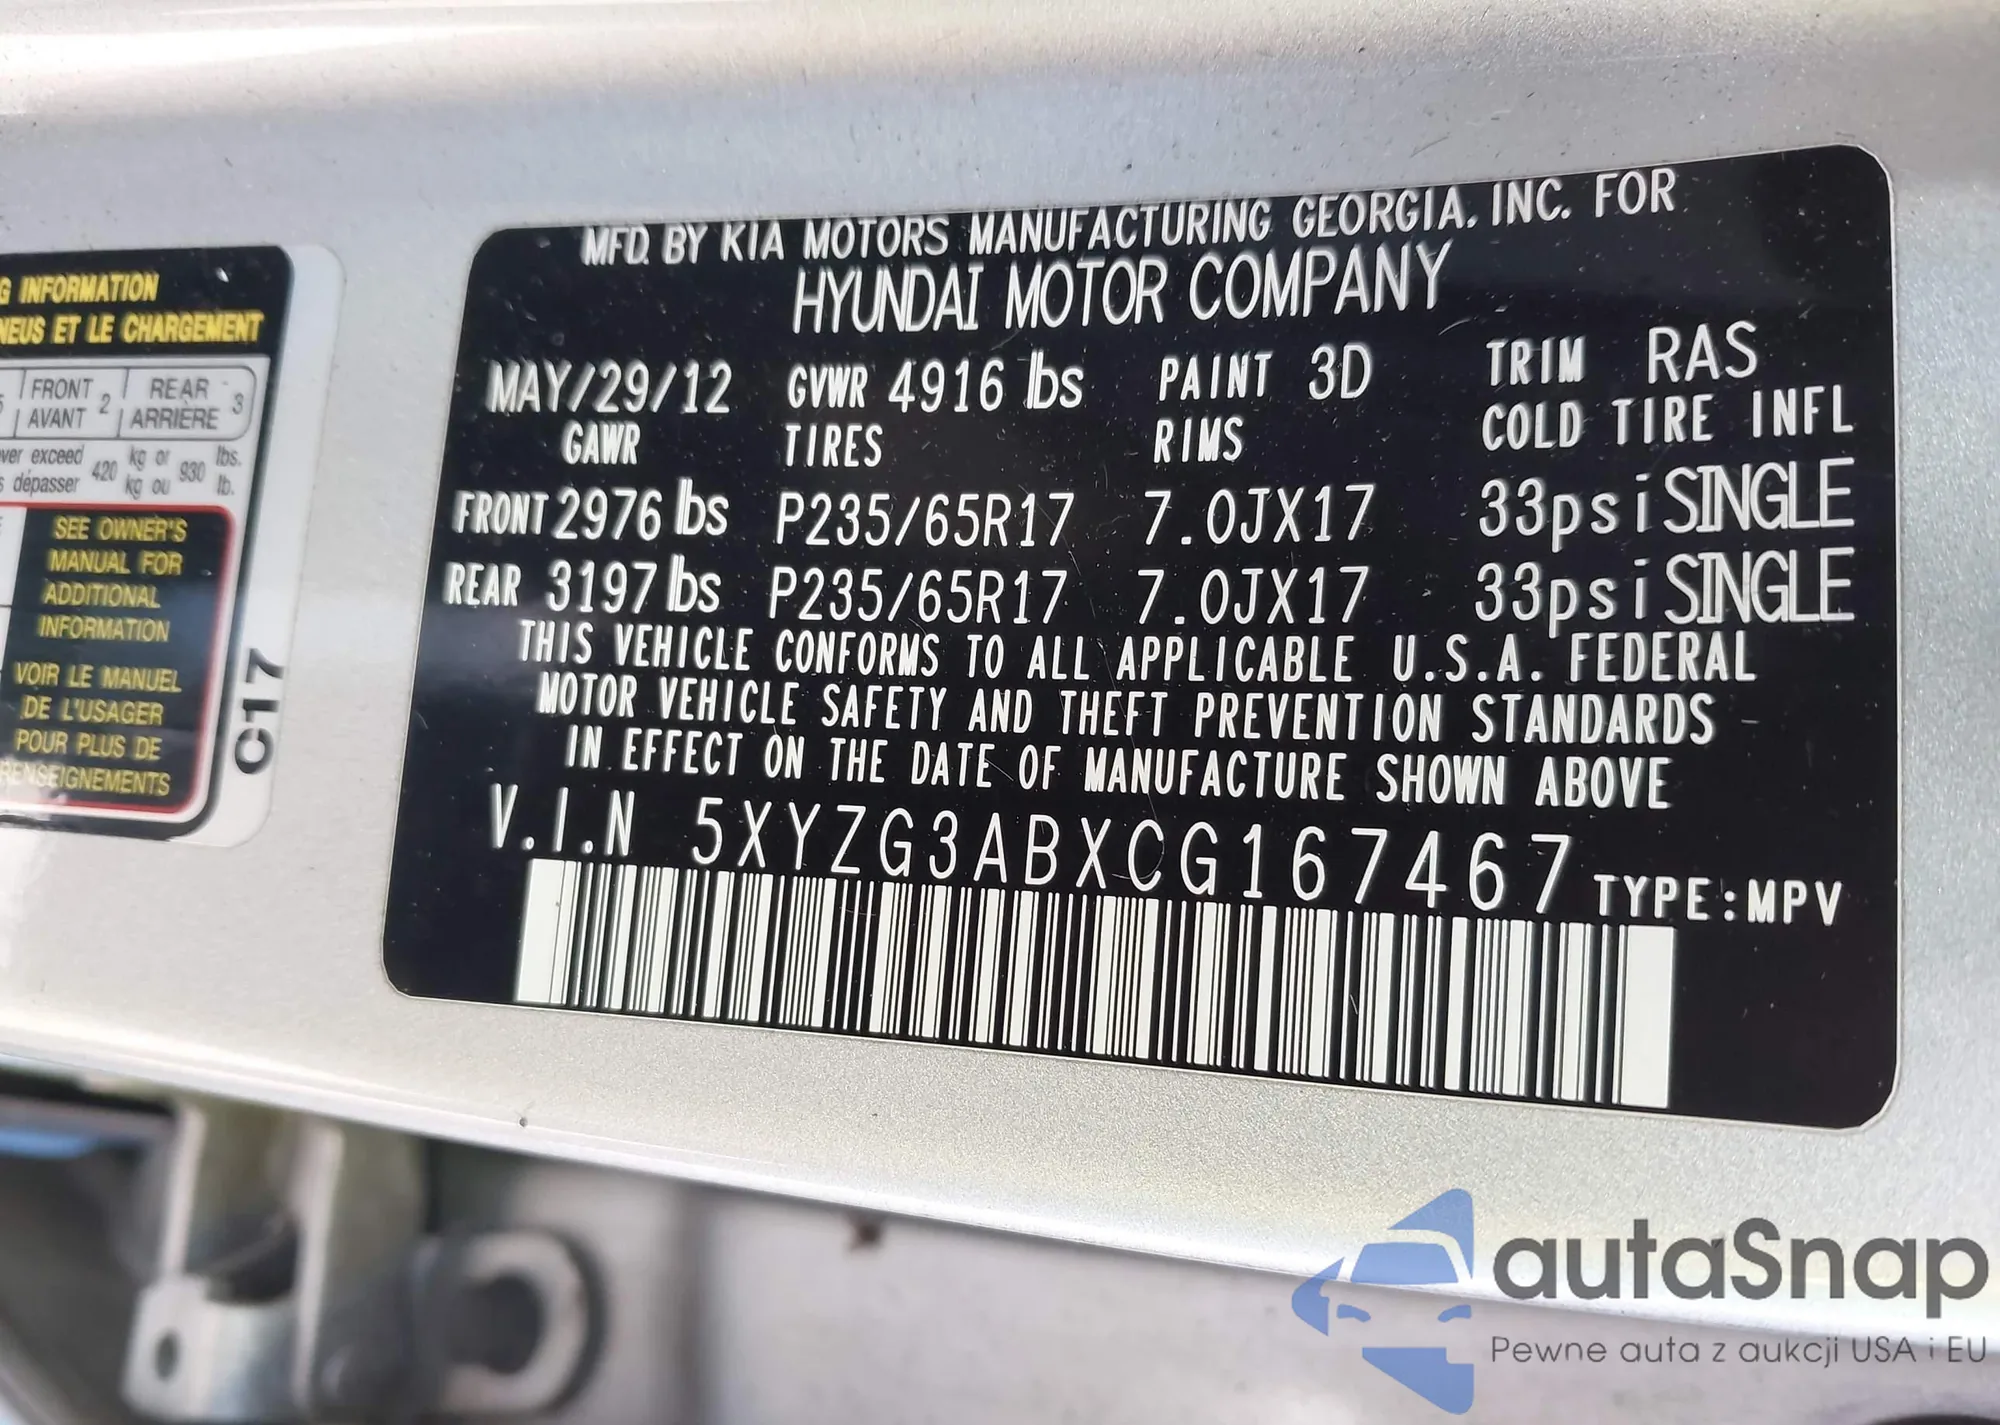 G INFORMATION
NEUS ET LE CHARGEMENT
FRONT 2 REAR 3
AVANT ARRIÈRE
ver exceed 420 kg or 930 lbs.
s dépasser kg ou lb.
SEE OWNER'S
MANUAL FOR
ADDITIONAL
INFORMATION
VOIR LE MANUEL
DE L'USAGER
POUR PLUS DE
RENSEIGNEMENTS
C17
MFD. BY KIA MOTORS MANUFACTURING GEORGIA, INC. FOR
HYUNDAI MOTOR COMPANY
MAY/29/12 GVWR 4916 lbs PAINT 3D TRIM RAS
GAWR TIRES RIMS COLD TIRE INFL
FRONT 2976 lbs P235/65R17 7.0JX17 33psi SINGLE
REAR 3197 lbs P235/65R17 7.0JX17 33psi SINGLE
THIS VEHICLE CONFORMS TO ALL APPLICABLE U.S.A. FEDERAL
MOTOR VEHICLE SAFETY AND THEFT PREVENTION STANDARDS
IN EFFECT ON THE DATE OF MANUFACTURE SHOWN ABOVE
V.I.N 5XYZG3ABXCG167467 TYPE:MPV
autaSnap
Pewne auta z aukcji USA i EU